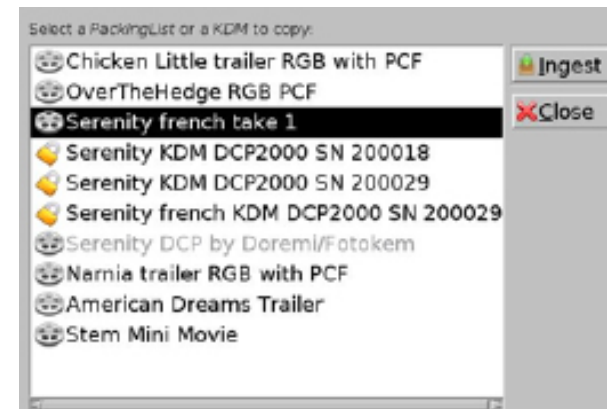 Select a PackingList or a KDM to copy:
Chicken Little trailer RGB with PCF
OverTheHedge RGB PCF
Serenity french take 1
Serenity KDM DCP2000 SN 200018
Serenity KDM DCP2000 SN 200029
Serenity french KDM DCP2000 SN 200029
Serenity DCP by Doremi/Fotokem
Narnia trailer RGB with PCF
American Dreams Trailer
Stem Mini Movie
Ingest
Close